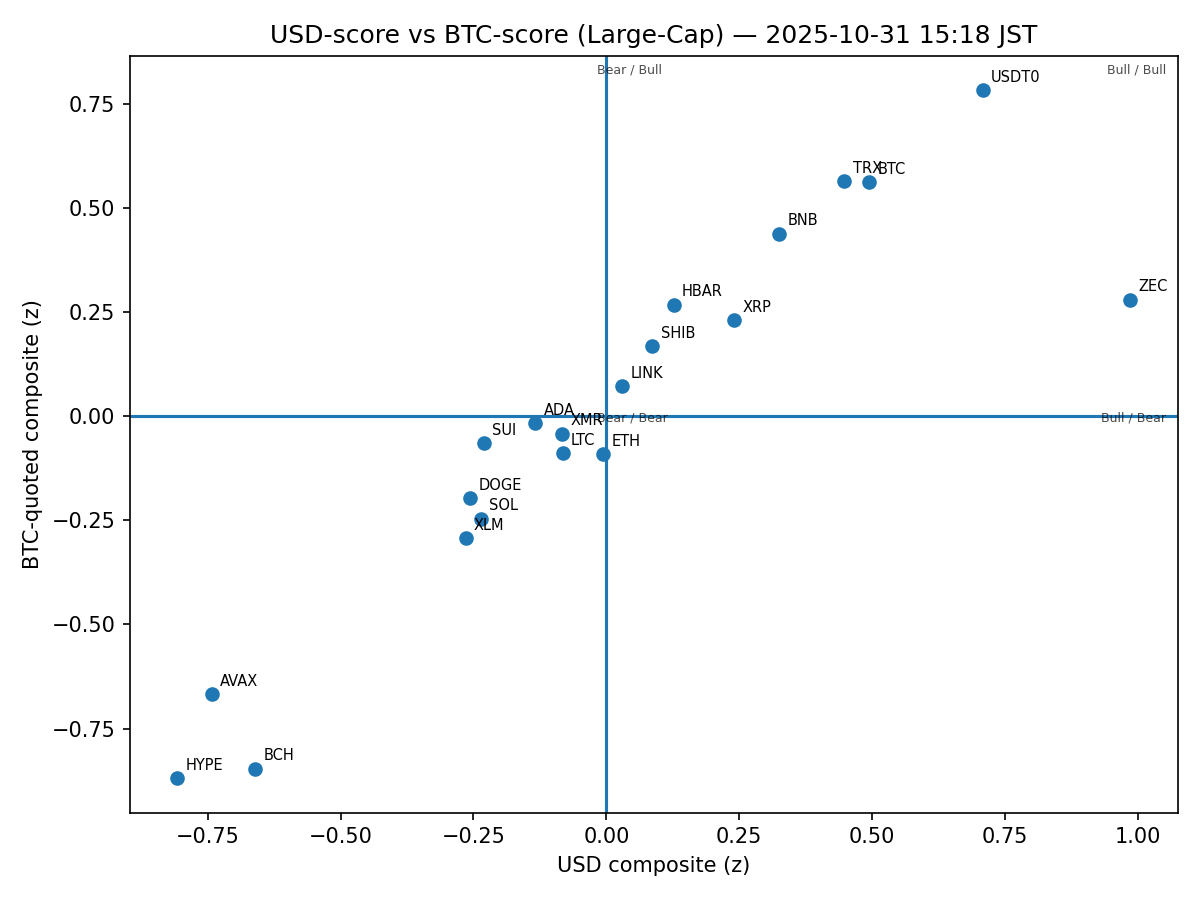 USD-score vs BTC-score (Large-Cap) — 2025-10-31 15:18 JST
Bear / Bull
Bull / Bull
USDT0
TRX
BTC
BNB
ZEC
HBAR
XRP
SHIB
LINK
ADA
XMR
Bear / Bear
Bull / Bear
SUI
LTC
ETH
DOGE
SOL
XLM
AVAX
BCH
HYPE
0.75
0.50
0.25
0.00
−0.25
−0.50
−0.75
BTC-quoted composite (z)
−0.75
−0.50
−0.25
0.00
0.25
0.50
0.75
1.00
USD composite (z)